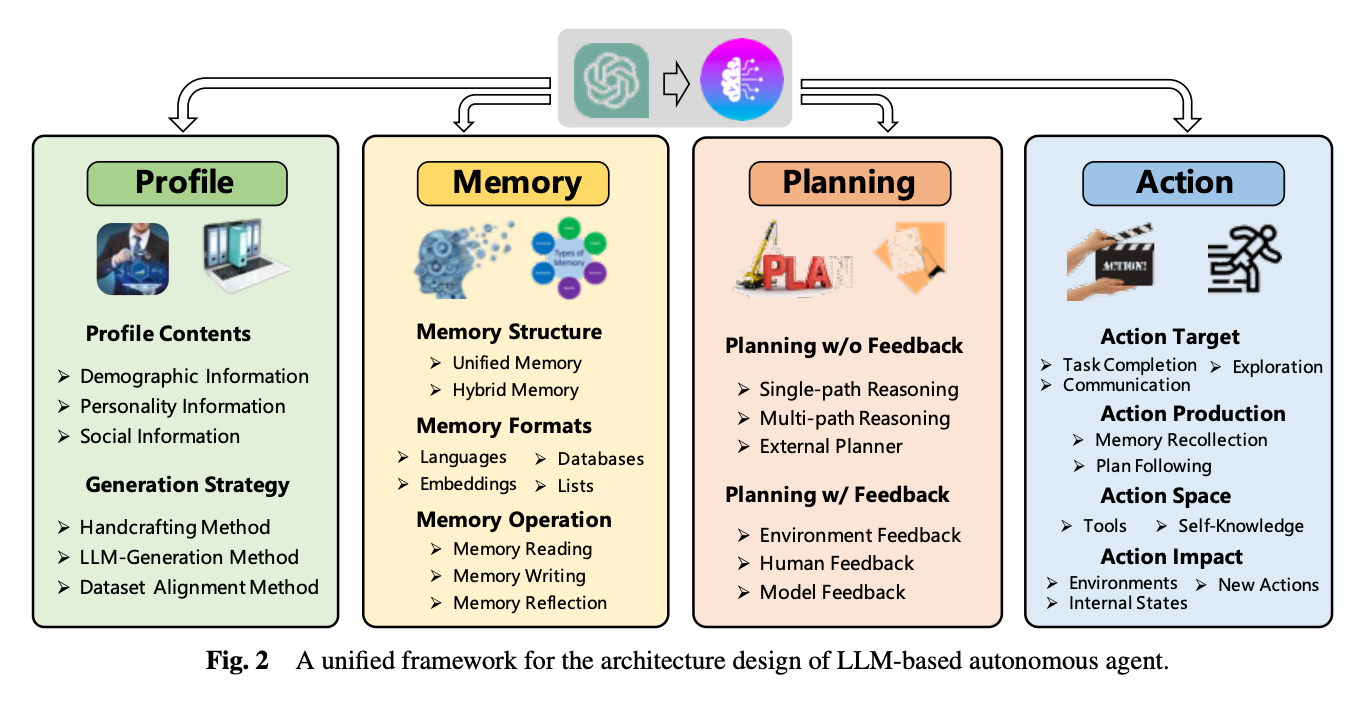 Profile
Profile Contents
➢ Demographic Information
➢ Personality Information
➢ Social Information
Generation Strategy
➢ Handcrafting Method
➢ LLM-Generation Method
➢ Dataset Alignment Method
Memory
Types of
Memory
Memory Structure
➢ Unified Memory
➢ Hybrid Memory
Memory Formats
➢ Languages ➢ Databases
➢ Embeddings ➢ Lists
Memory Operation
➢ Memory Reading
➢ Memory Writing
➢ Memory Reflection
Planning
PLAN
Planning w/o Feedback
➢ Single-path Reasoning
➢ Multi-path Reasoning
➢ External Planner
Planning w/ Feedback
➢ Environment Feedback
➢ Human Feedback
➢ Model Feedback
Action
ACTION!
Action Target
➢ Task Completion ➢ Exploration
➢ Communication
Action Production
➢ Memory Recollection
➢ Plan Following
Action Space
➢ Tools ➢ Self-Knowledge
Action Impact
➢ Environments ➢ New Actions
➢ Internal States
Fig. 2 A unified framework for the architecture design of LLM-based autonomous agent.